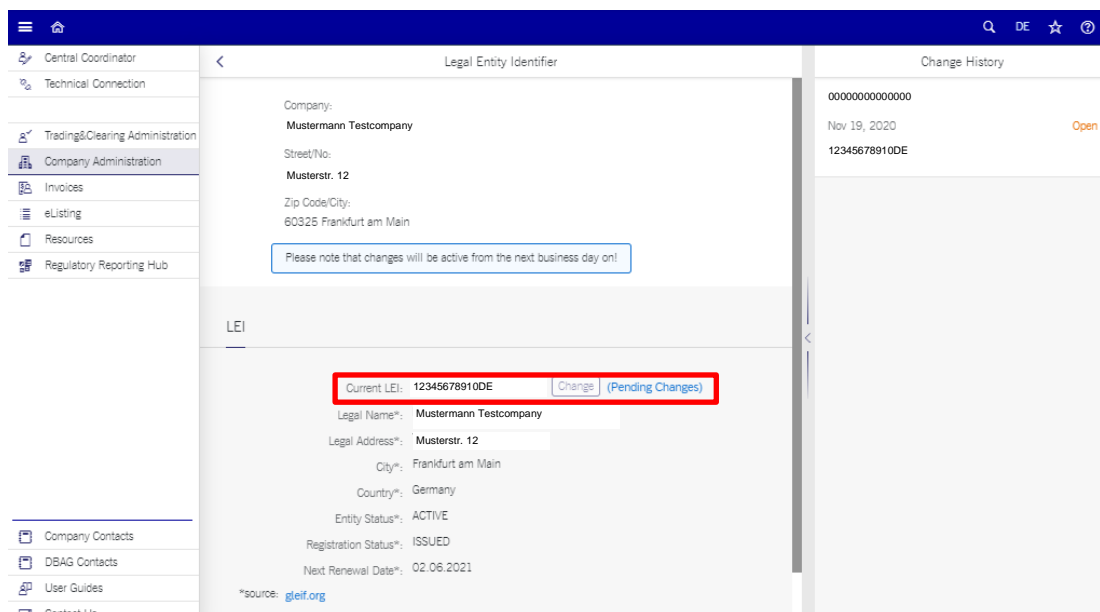 DE
Central Coordinator
Technical Connection
Trading&Clearing Administration
Company Administration
Invoices
eListing
Resources
Regulatory Reporting Hub
Company Contacts
DBAG Contacts
User Guides
Contact Us
Legal Entity Identifier
Company:
Mustermann Testcompany
Street/No:
Musterstr. 12
Zip Code/City:
60325 Frankfurt am Main
Please note that changes will be active from the next business day on!
LEI
Current LEI: 12345678910DE Change (Pending Changes)
Legal Name*: Mustermann Testcompany
Legal Address*: Musterstr. 12
City*: Frankfurt am Main
Country*: Germany
Entity Status*: ACTIVE
Registration Status*: ISSUED
Next Renewal Date*: 02.06.2021
*source: gleif.org
Change History
00000000000000
Nov 19, 2020 Open
12345678910DE